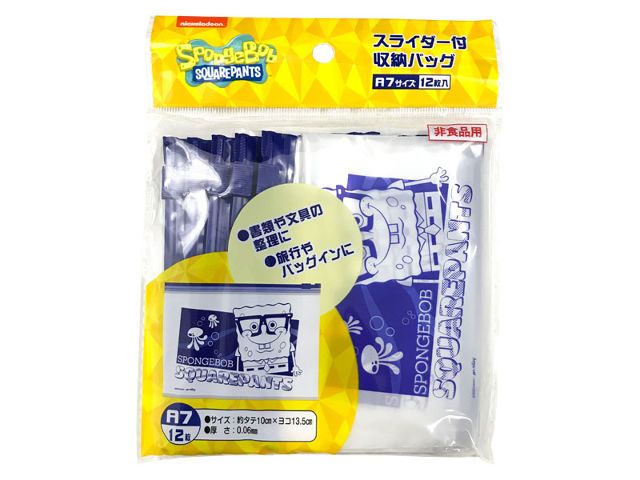 nickelodeon
SpongeBob
SQUAREPANTS
スライダー付
収納バッグ
A7サイズ 12枚入
非食品用
●書類や文具の
整理に
●旅行や
バッグインに
SPONGEBOB
SQUAREPANTS
SPONGEBOB
SQUAREPANTS
A7
12枚
●サイズ：約タテ10cm×ヨコ13.5cm
●厚 さ：0.06mm